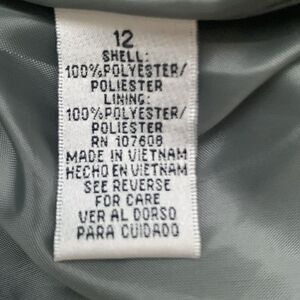 12
SHELL:
100%POLYESTER/
POLIESTER
LINING:
100%POLYESTER/
POLIESTER
RN 107608
MADE IN VIETNAM
HECHO EN VIETNAM
SEE REVERSE
FOR CARE
VER AL DORSO
PARA CUIDADO